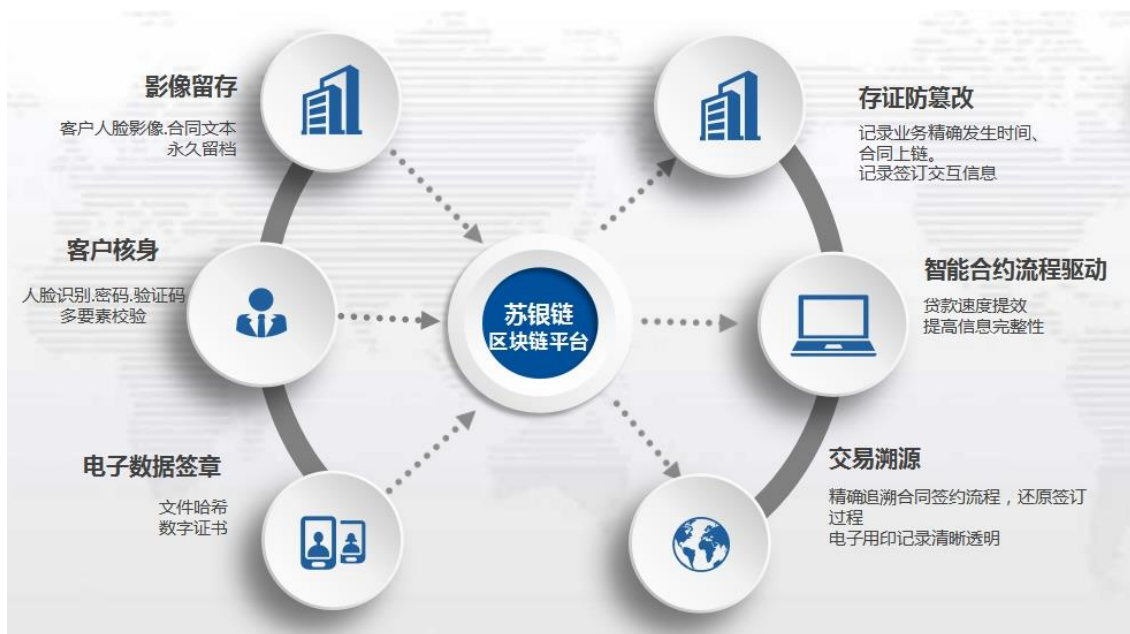 影像留存
客户人脸影像.合同文本
永久留档
客户核身
人脸识别.密码.验证码
多要素校验
电子数据签章
文件哈希
数字证书
苏银链
区块链平台
存证防篡改
记录业务精确发生时间、
合同上链。
记录签订交互信息
智能合约流程驱动
贷款速度提效
提高信息完整性
交易溯源
精确追溯合同签约流程，还原签订
过程
电子用印记录清晰透明